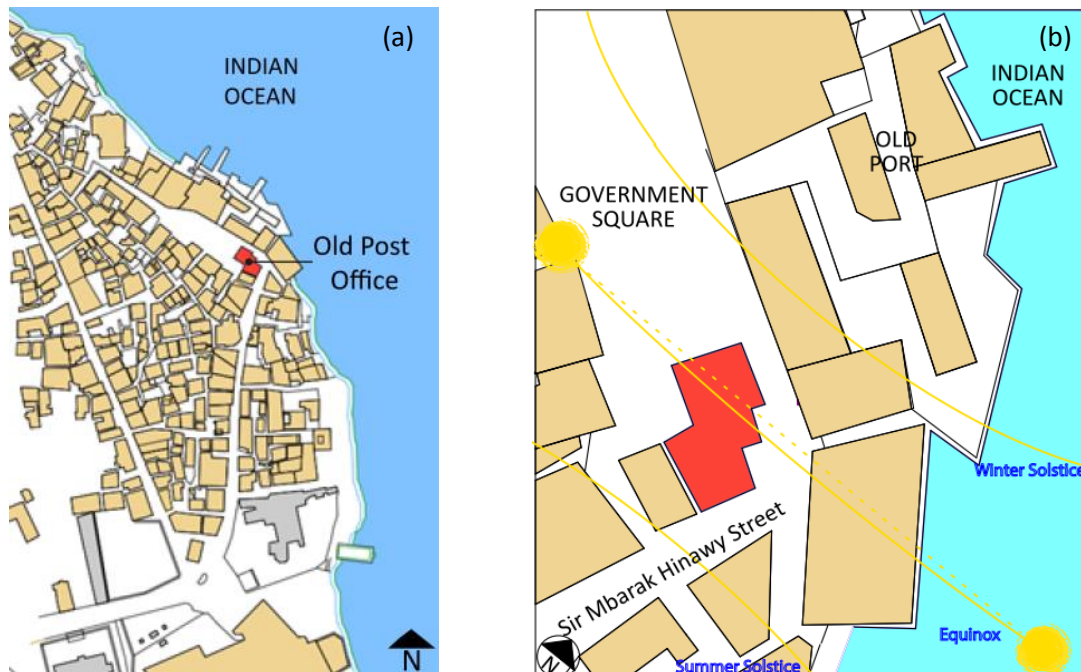 (a)
INDIAN
OCEAN
Old Post
Office
N
(b)
INDIAN
OCEAN
OLD
PORT
GOVERNMENT
SQUARE
Winter Solstice
Sir Mbarak Hinawy Street
Equinox
Summer Solstice
N